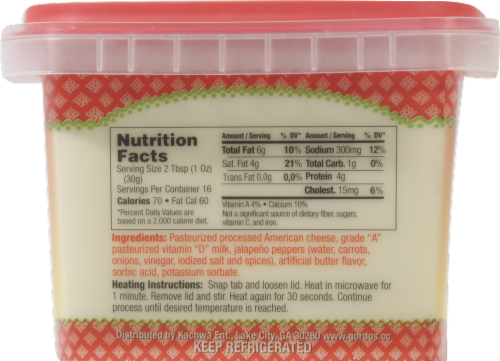 Nutrition
Facts
Serving Size 2 Tbsp (1 Oz)
(30g)
Servings Per Container 16
Calories 70 • Fat Cal 60
*Percent Daily Values are
based on a 2,000 calorie diet.
Amount / Serving % DV* Amount / Serving % DV*
Total Fat 6g 10% Sodium 300mg 12%
Sat. Fat 4g 21% Total Carb. 1g 0%
Trans Fat 0.0g 0,0% Protein 4g
Cholest. 15mg 6%
Vitamin A 4% • Calcium 10%
Not a significant source of dietary fiber, sugars,
vitamin C, and iron.
Ingredients: Pasteurized processed American cheese, grade “A”
pasteurized vitamin “D” milk, jalapeño peppers (water, carrots,
onions, vinegar, iodized salt and spices), artificial butter flavor,
sorbic acid, potassium sorbate.
Heating Instructions: Snap tab and loosen lid. Heat in microwave for
1 minute. Remove lid and stir. Heat again for 30 seconds. Continue
process until desired temperature is reached.
Distributed by Kachwa Ent., Lake City, GA 30260 www.gordos.cc
KEEP REFRIGERATED